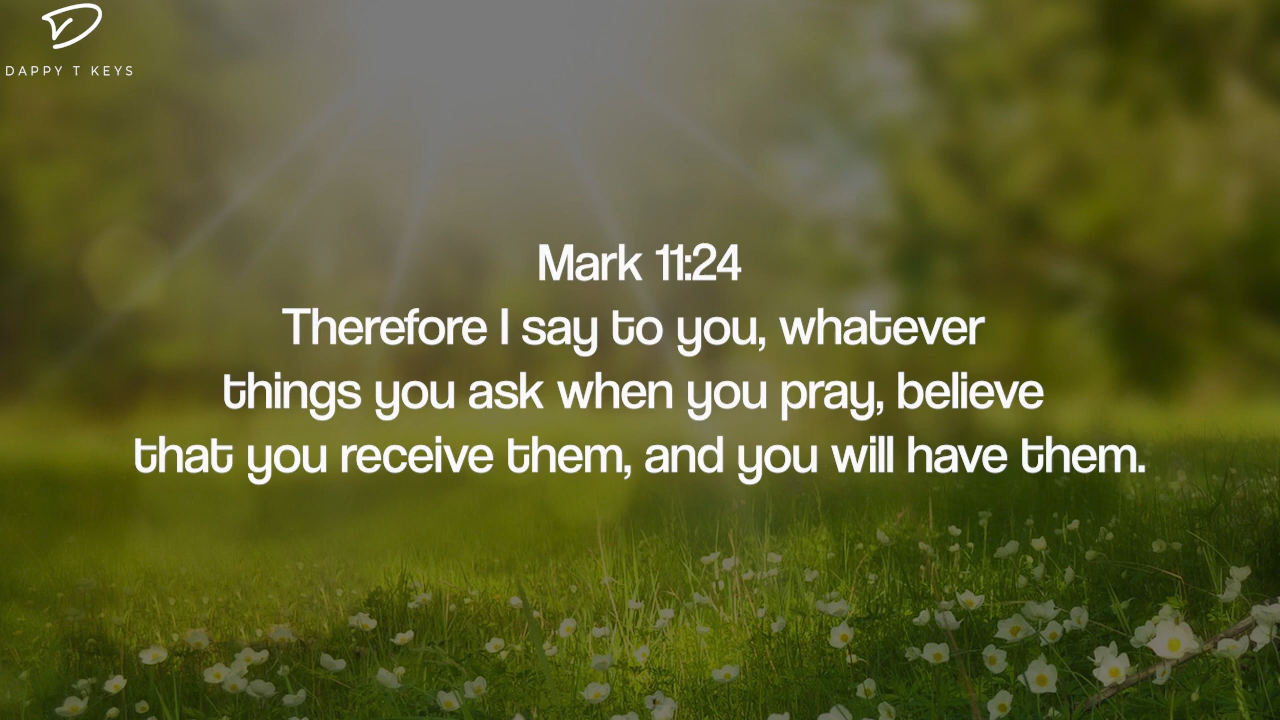 DAPPY T KEYS
Mark 11:24
Therefore I say to you, whatever
things you ask when you pray, believe
that you receive them, and you will have them.